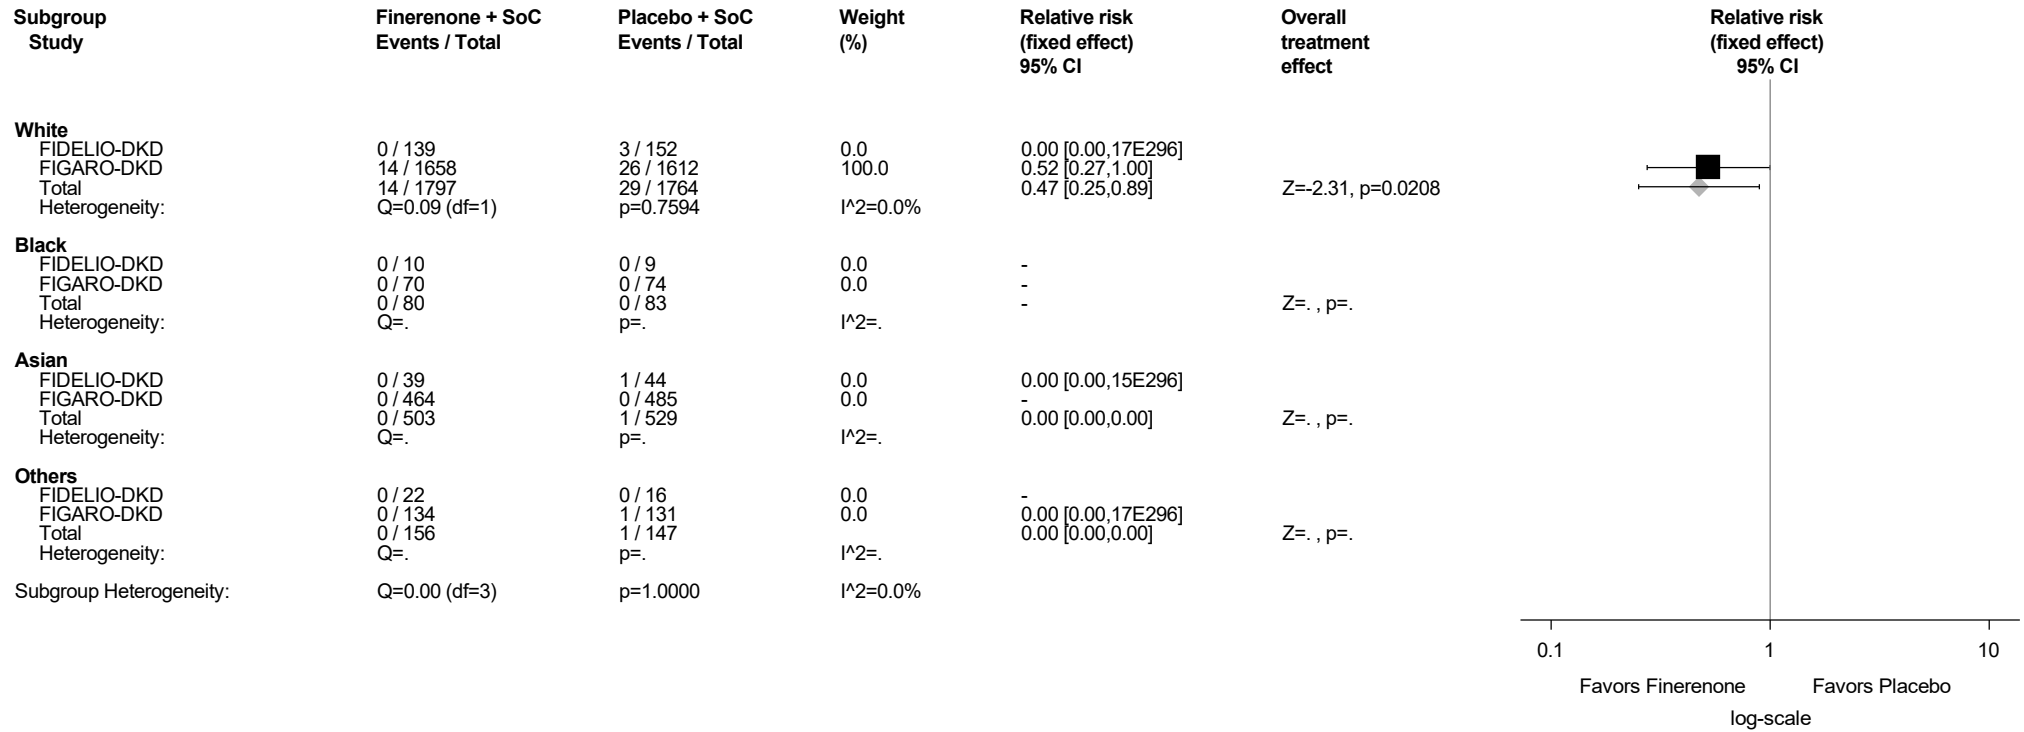 Subgroup Finerenone + SoC Placebo + SoC Weight Relative risk Overall Relative risk
Study Events / Total Events / Total (%) (fixed effect) treatment (fixed effect)
95% CI effect 95% CI
White
FIDELIO-DKD 0 / 139 3 / 152 0.0 0.00 [0.00,17E296]
FIGARO-DKD 14 / 1658 26 / 1612 100.0 0.52 [0.27,1.00]
Total 14 / 1797 29 / 1764 0.47 [0.25,0.89] Z=-2.31, p=0.0208
Heterogeneity: Q=0.09 (df=1) p=0.7594 I^2=0.0%
Black
FIDELIO-DKD 0 / 10 0 / 9 0.0 -
FIGARO-DKD 0 / 70 0 / 74 0.0 -
Total 0 / 80 0 / 83 - Z=. , p=.
Heterogeneity: Q=. p=. I^2=.
Asian
FIDELIO-DKD 0 / 39 1 / 44 0.0 0.00 [0.00,15E296]
FIGARO-DKD 0 / 464 0 / 485 0.0 -
Total 0 / 503 1 / 529 0.00 [0.00,0.00] Z=. , p=.
Heterogeneity: Q=. p=. I^2=.
Others
FIDELIO-DKD 0 / 22 0 / 16 0.0 -
FIGARO-DKD 0 / 134 1 / 131 0.0 0.00 [0.00,17E296]
Total 0 / 156 1 / 147 0.00 [0.00,0.00] Z=. , p=.
Heterogeneity: Q=. p=. I^2=.
Subgroup Heterogeneity: Q=0.00 (df=3) p=1.0000 I^2=0.0%
0.1 1 10
Favors Finerenone Favors Placebo
log-scale